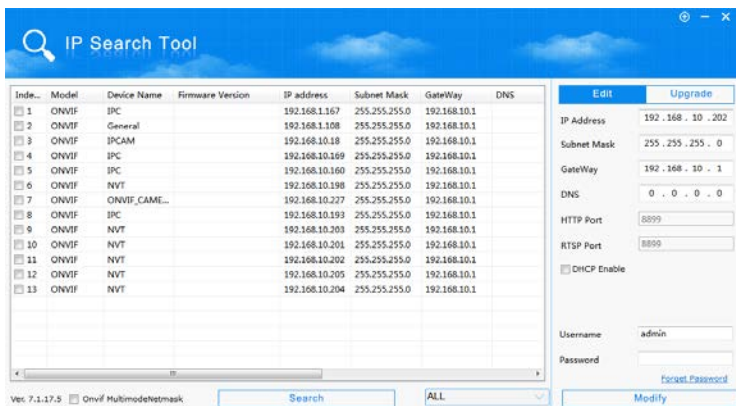 IP Search Tool
Inde... Model Device Name Firmware Version IP address Subnet Mask GateWay DNS
1 ONVIF IPC 192.168.1.167 255.255.255.0 192.168.10.1
2 ONVIF General 192.168.1.108 255.255.255.0 192.168.10.1
3 ONVIF IPCAM 192.168.10.18 255.255.255.0 192.168.10.1
4 ONVIF IPC 192.168.10.169 255.255.255.0 192.168.10.1
5 ONVIF IPC 192.168.10.160 255.255.255.0 192.168.10.1
6 ONVIF NVT 192.168.10.198 255.255.255.0 192.168.10.1
7 ONVIF ONVIF_CAME... 192.168.10.227 255.255.255.0 192.168.10.1
8 ONVIF IPC 192.168.10.193 255.255.255.0 192.168.10.1
9 ONVIF NVT 192.168.10.203 255.255.255.0 192.168.10.1
10 ONVIF NVT 192.168.10.201 255.255.255.0 192.168.10.1
11 ONVIF NVT 192.168.10.202 255.255.255.0 192.168.10.1
12 ONVIF NVT 192.168.10.205 255.255.255.0 192.168.10.1
13 ONVIF NVT 192.168.10.204 255.255.255.0 192.168.10.1
Edit Upgrade
IP Address 192 . 168 . 10 . 202
Subnet Mask 255 . 255 . 255 . 0
GateWay 192 . 168 . 10 . 1
DNS 0 . 0 . 0 . 0
HTTP Port 8899
RTSP Port 8899
DHCP Enable
Username admin
Password
Forget Password
Ver. 7.1.17.5 Onvif MultimodeNetmask Search ALL Modify